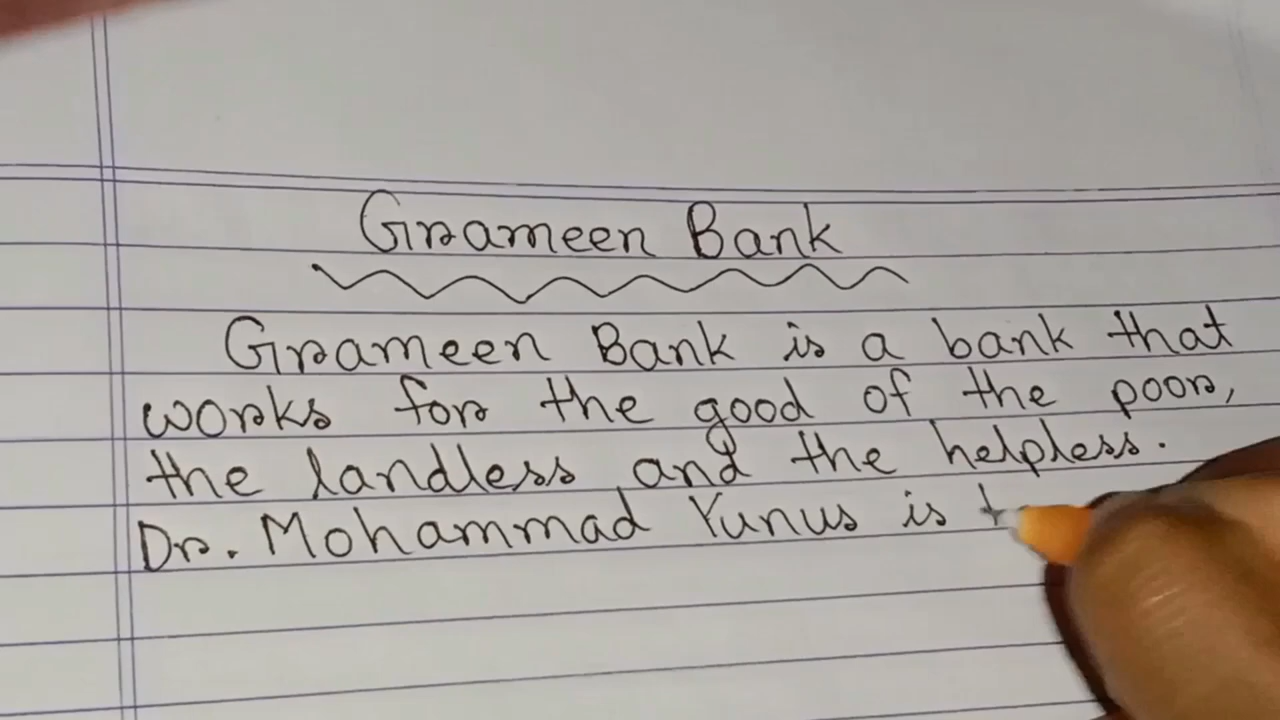 Grameen Bank
Grameen Bank is a bank that
works for the good of the poor,
the landless and the helpless.
Dr. Mohammad Yunus is t